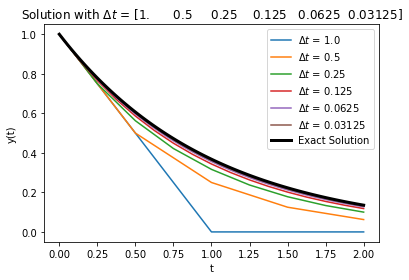 Solution with Δt = [1. 0.5 0.25 0.125 0.0625 0.03125]
Δt = 1.0
Δt = 0.5
Δt = 0.25
Δt = 0.125
Δt = 0.0625
Δt = 0.03125
Exact Solution
y(t)
1.0
0.8
0.6
0.4
0.2
0.0
0.00 0.25 0.50 0.75 1.00 1.25 1.50 1.75 2.00
t